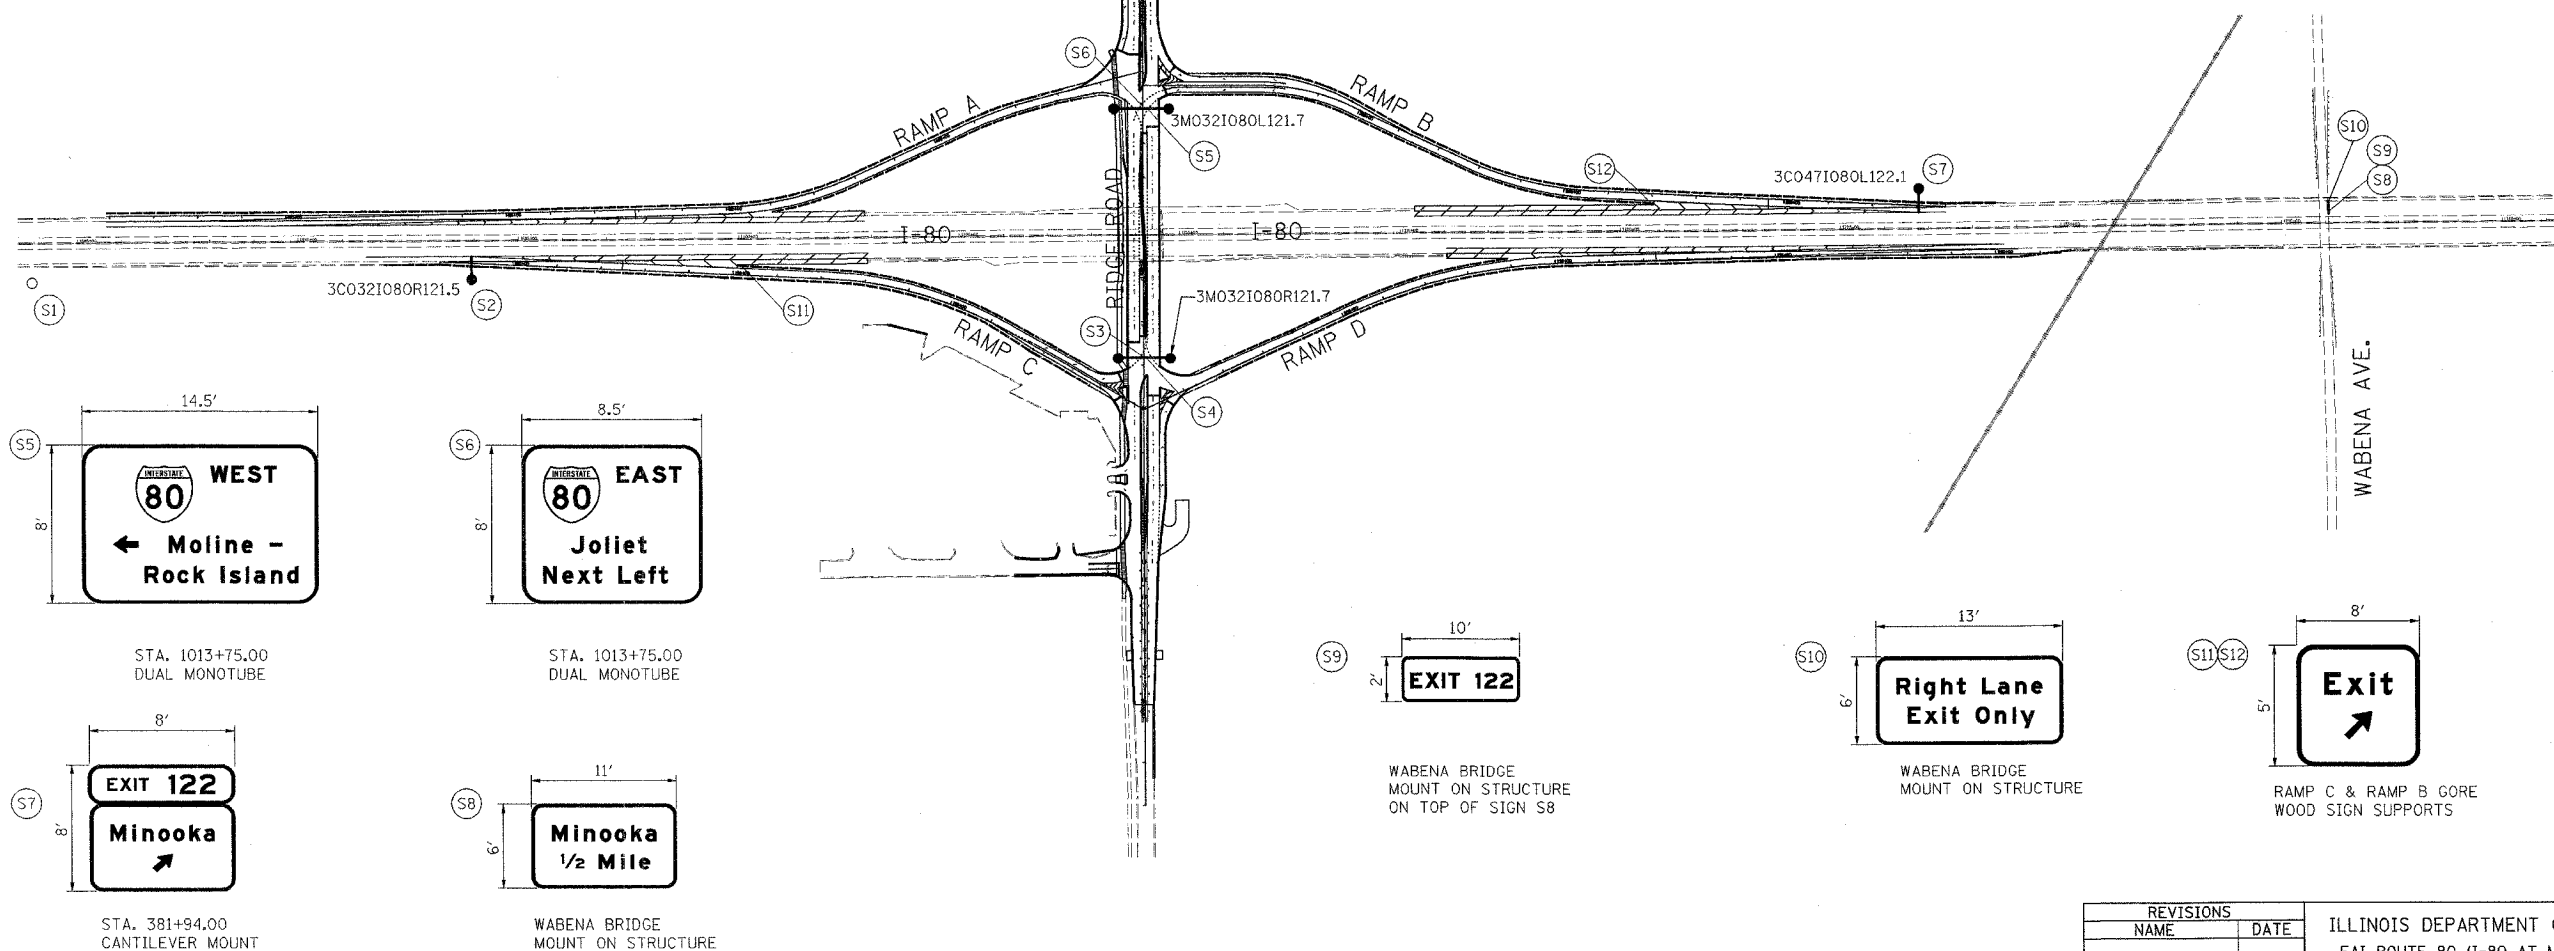 S6
RAMP A
RAMP B
3M032I080L121.7
S5
S10
S9
S8
S12
3C047I080L122.1
S7
RIDGE ROAD
I-80
I-80
3C032I080R121.5
S1
S2
S11
3M032I080R121.7
S3
RAMP C
RAMP D
S4
WABENA AVE.
14.5'
S5
8'
INTERSTATE
80
WEST
Moline -
Rock Island
STA. 1013+75.00
DUAL MONOTUBE
8.5'
S6
8'
INTERSTATE
80
EAST
Joliet
Next Left
STA. 1013+75.00
DUAL MONOTUBE
10'
S9
2'
EXIT 122
WABENA BRIDGE
MOUNT ON STRUCTURE
ON TOP OF SIGN S8
13'
S10
6'
Right Lane
Exit Only
WABENA BRIDGE
MOUNT ON STRUCTURE
8'
S11 S12
5'
Exit
RAMP C & RAMP B GORE
WOOD SIGN SUPPORTS
8'
S7
8'
EXIT 122
Minooka
STA. 381+94.00
CANTILEVER MOUNT
11'
S8
6'
Minooka
1/2 Mile
WABENA BRIDGE
MOUNT ON STRUCTURE
REVISIONS
NAME DATE
ILLINOIS DEPARTMENT
FAI ROUTE 80 (I-80 AT